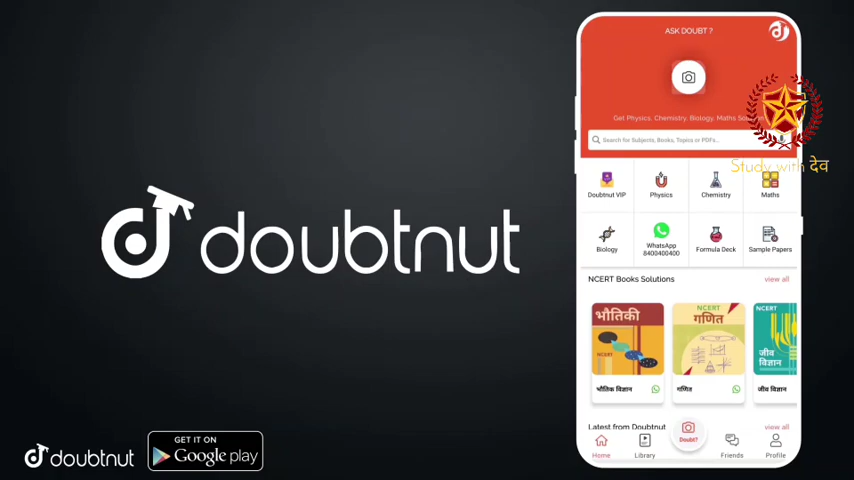 doubtnut
doubtnut
GET IT ON
Google play
ASK DOUBT ?
Get Physics, Chemistry, Biology, Maths
Search for Subjects, Books, Topics or PDFs...
Study with देव
Doubtnut VIP
Physics
Chemistry
Maths
Biology
WhatsApp
8400400400
Formula Deck
Sample Papers
NCERT Books Solutions
view all
भौतिकी
NCERT
भौतिक विज्ञान
NCERT
गणित
गणित
NCERT
जीव
विज्ञान
जीव विज्ञान
Latest from Doubtnut
view all
Doubt?
Home
Library
Friends
Profile